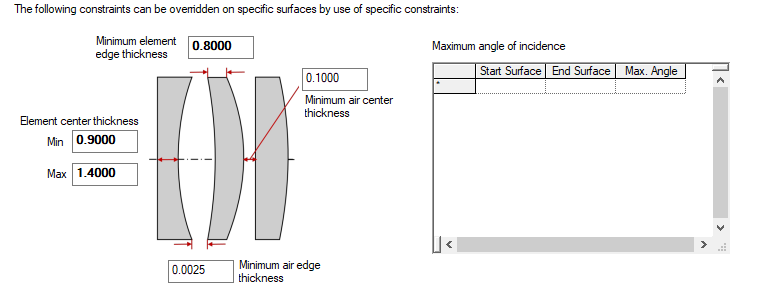 The following constraints can be overridden on specific surfaces by use of specific constraints:
Minimum element
edge thickness
0.8000
0.1000
Minimum air center
thickness
Element center thickness
Min 0.9000
Max 1.4000
0.0025
Minimum air edge
thickness
Maximum angle of incidence
Start Surface End Surface Max. Angle
*